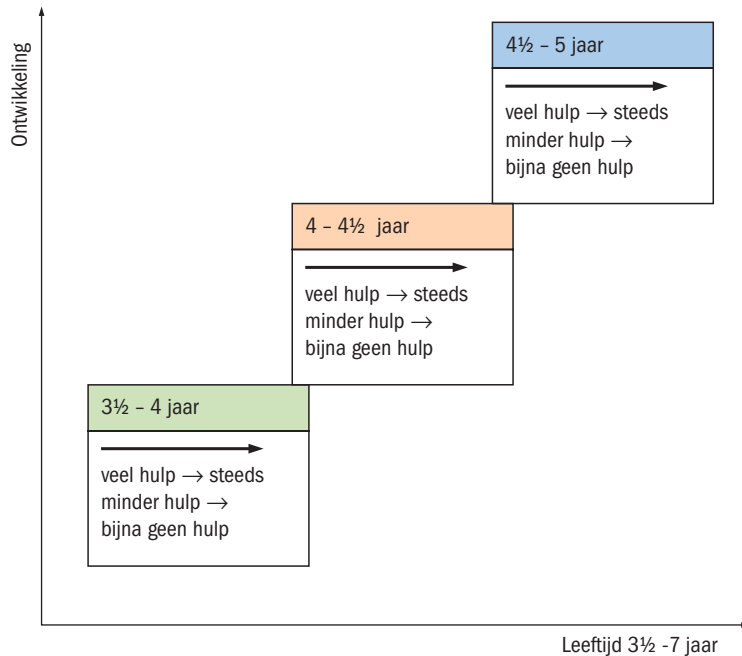 Ontwikkeling
4½ – 5 jaar
veel hulp → steeds
minder hulp →
bijna geen hulp
4 – 4½ jaar
veel hulp → steeds
minder hulp →
bijna geen hulp
3½ – 4 jaar
veel hulp → steeds
minder hulp →
bijna geen hulp
Leeftijd 3½ -7 jaar